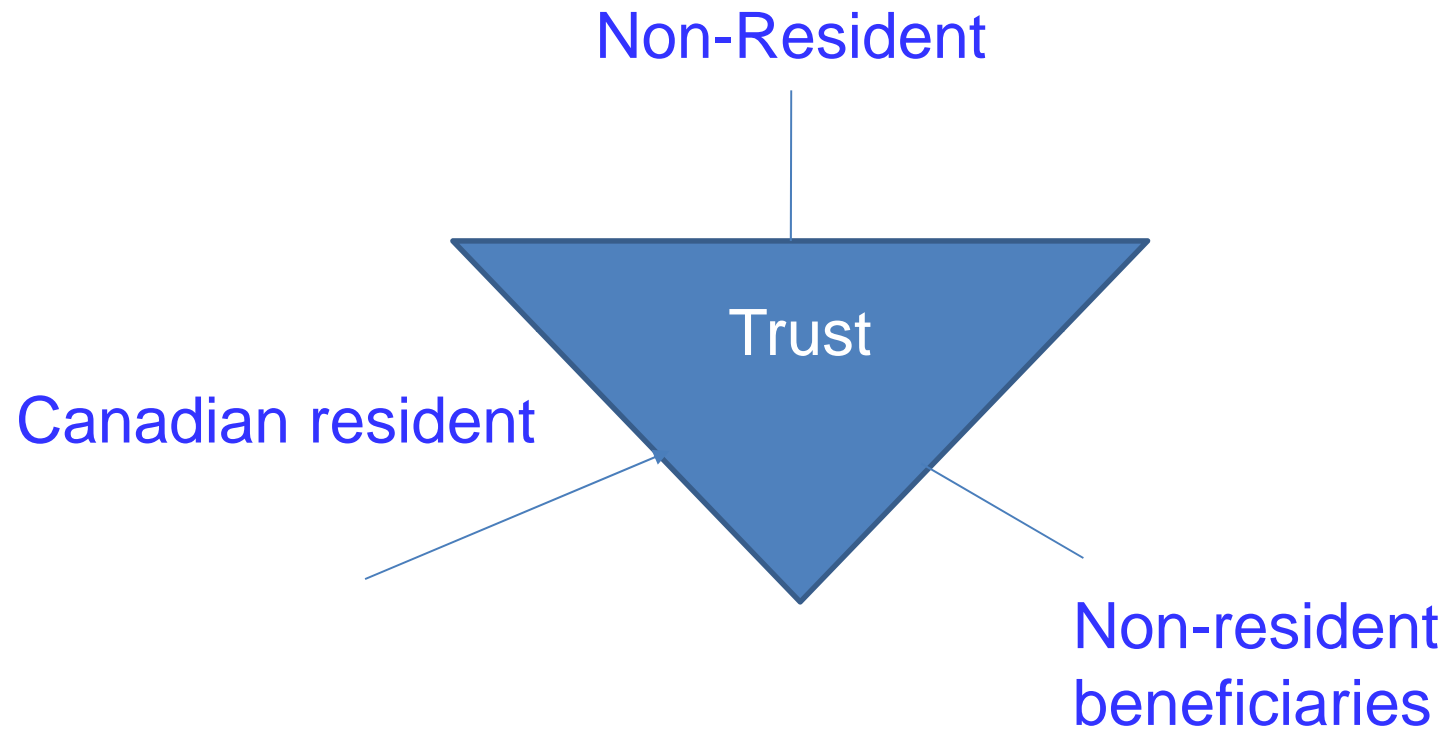 Non-Resident
Trust
Canadian resident
Non-resident
beneficiaries